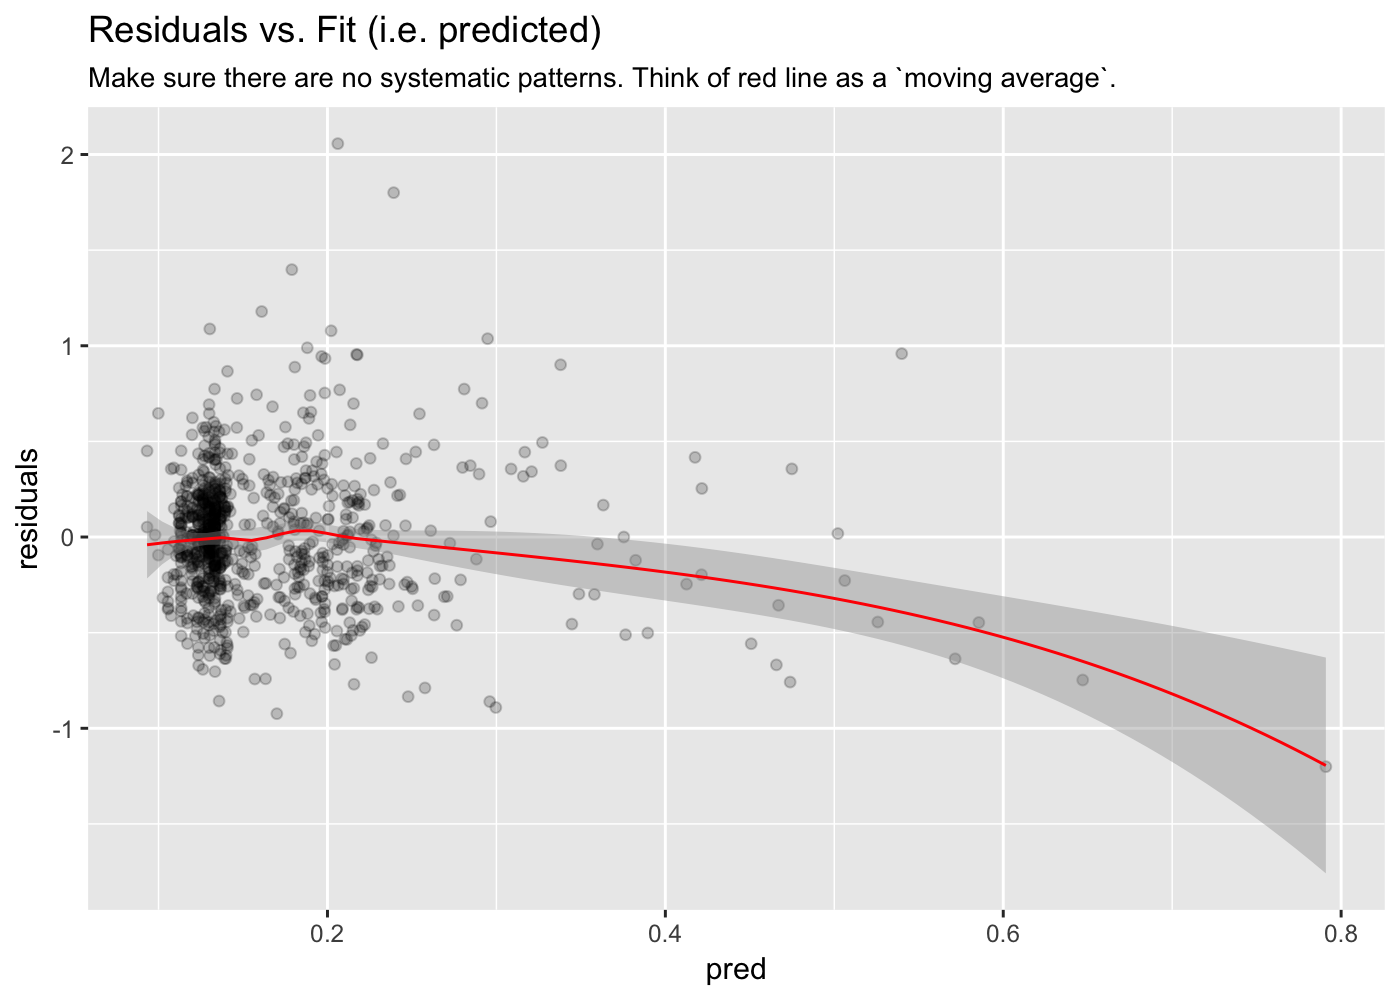 Residuals vs. Fit (i.e. predicted)
Make sure there are no systematic patterns. Think of red line as a `moving average`.
2
1
0
-1
residuals
0.2
0.4
0.6
0.8
pred